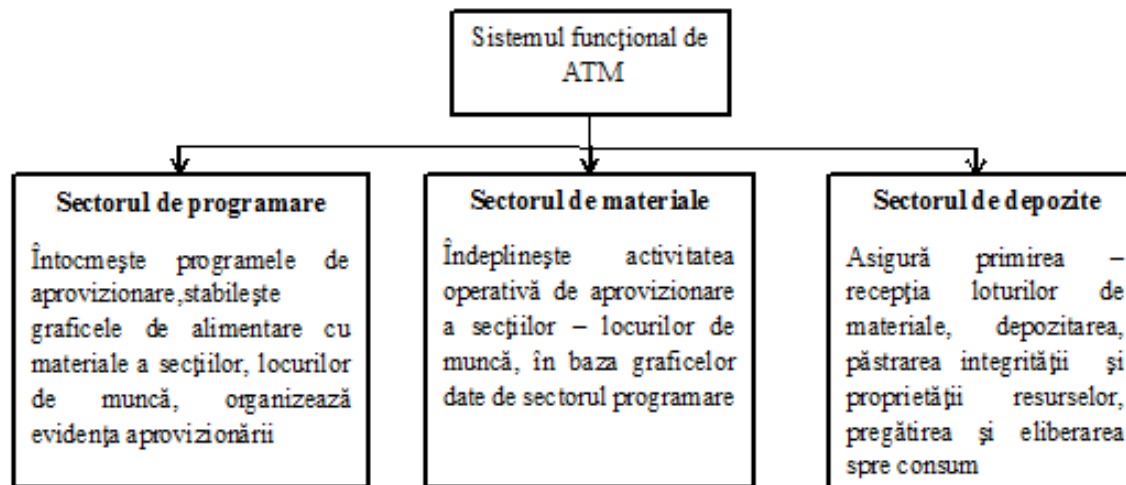 Sistemul funcţional de
ATM
Sectorul de programare
Întocmeşte programele de
aprovizionare,stabileşte
graficele de alimentare cu
materiale a secţiilor, locurilor
de muncă, organizează
evidenţa aprovizionării
Sectorul de materiale
Îndeplineşte activitatea
operativă de aprovizionare
a secţiilor – locurilor de
muncă, în baza graficelor
date de sectorul programare
Sectorul de depozite
Asigură primirea –
recepţia loturilor de
materiale, depozitarea,
păstrarea integrităţii şi
proprietăţii resurselor,
pregătirea şi eliberarea
spre consum